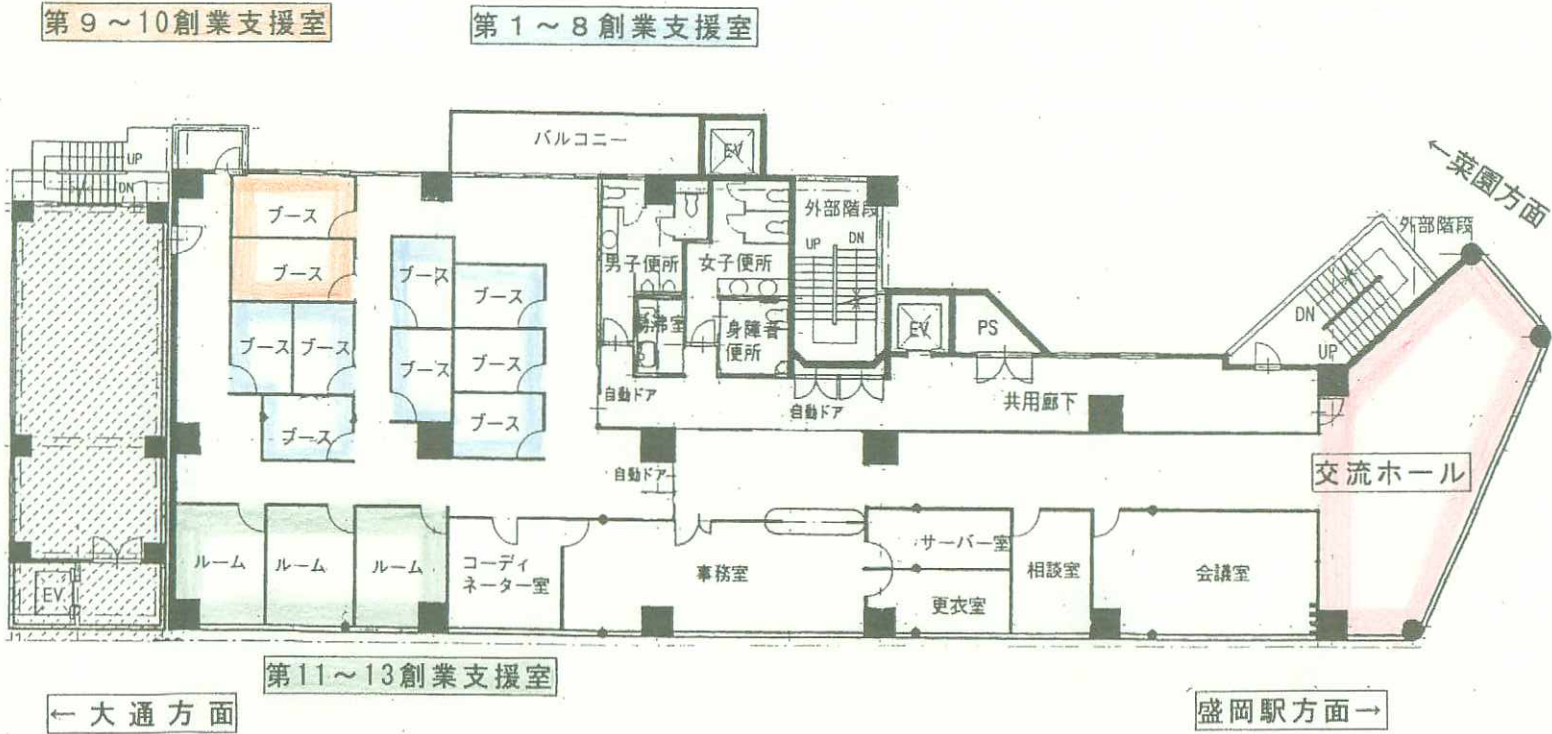 第9～10創業支援室
第1～8創業支援室
バルコニー
EV
←菜園方面
UP
DN
ブース
外部階段
UP
DN
外部階段
ブース
男子便所
女子便所
ブース
ブース
DN
UP
EV
PS
湯沸室
身障者
便所
ブース
ブース
ブース
ブース
自動ドア
自動ドア
共用廊下
ブース
ブース
自動ドア
交流ホール
ルーム
ルーム
ルーム
コーディ
ネーター室
事務室
サーバー室
更衣室
相談室
会議室
EV
第11～13創業支援室
←大通方面
盛岡駅方面→